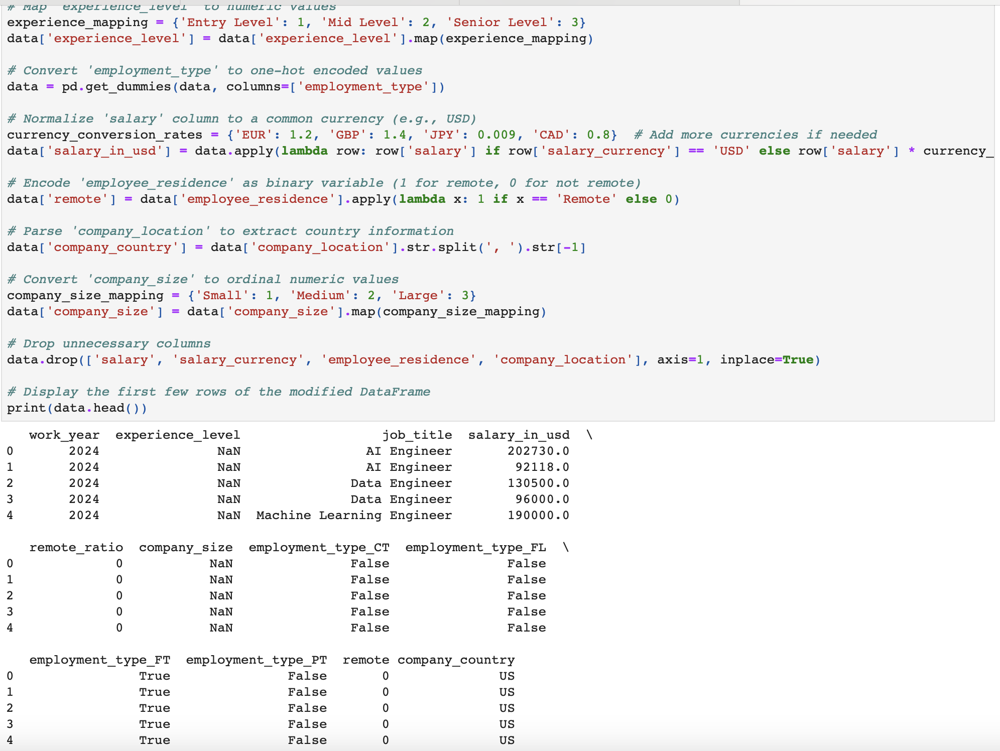 # Map 'experience_level' to numeric values
experience_mapping = {'Entry Level': 1, 'Mid Level': 2, 'Senior Level': 3}
data['experience_level'] = data['experience_level'].map(experience_mapping)
# Convert 'employment_type' to one-hot encoded values
data = pd.get_dummies(data, columns=['employment_type'])
# Normalize 'salary' column to a common currency (e.g., USD)
currency_conversion_rates = {'EUR': 1.2, 'GBP': 1.4, 'JPY': 0.009, 'CAD': 0.8}  # Add more currencies if needed
data['salary_in_usd'] = data.apply(lambda row: row['salary'] if row['salary_currency'] == 'USD' else row['salary'] * currency_
# Encode 'employee_residence' as binary variable (1 for remote, 0 for not remote)
data['remote'] = data['employee_residence'].apply(lambda x: 1 if x == 'Remote' else 0)
# Parse 'company_location' to extract country information
data['company_country'] = data['company_location'].str.split(', ').str[-1]
# Convert 'company_size' to ordinal numeric values
company_size_mapping = {'Small': 1, 'Medium': 2, 'Large': 3}
data['company_size'] = data['company_size'].map(company_size_mapping)
# Drop unnecessary columns
data.drop(['salary', 'salary_currency', 'employee_residence', 'company_location'], axis=1, inplace=True)
# Display the first few rows of the modified DataFrame
print(data.head())
   work_year  experience_level                  job_title  salary_in_usd  \
0       2024               NaN                AI Engineer       202730.0
1       2024               NaN                AI Engineer        92118.0
2       2024               NaN              Data Engineer       130500.0
3       2024               NaN              Data Engineer        96000.0
4       2024               NaN  Machine Learning Engineer       190000.0
   remote_ratio  company_size  employment_type_CT  employment_type_FL  \
0             0           NaN               False               False
1             0           NaN               False               False
2             0           NaN               False               False
3             0           NaN               False               False
4             0           NaN               False               False
   employment_type_FT  employment_type_PT  remote company_country
0                True               False       0              US
1                True               False       0              US
2                True               False       0              US
3                True               False       0              US
4                True               False       0              US